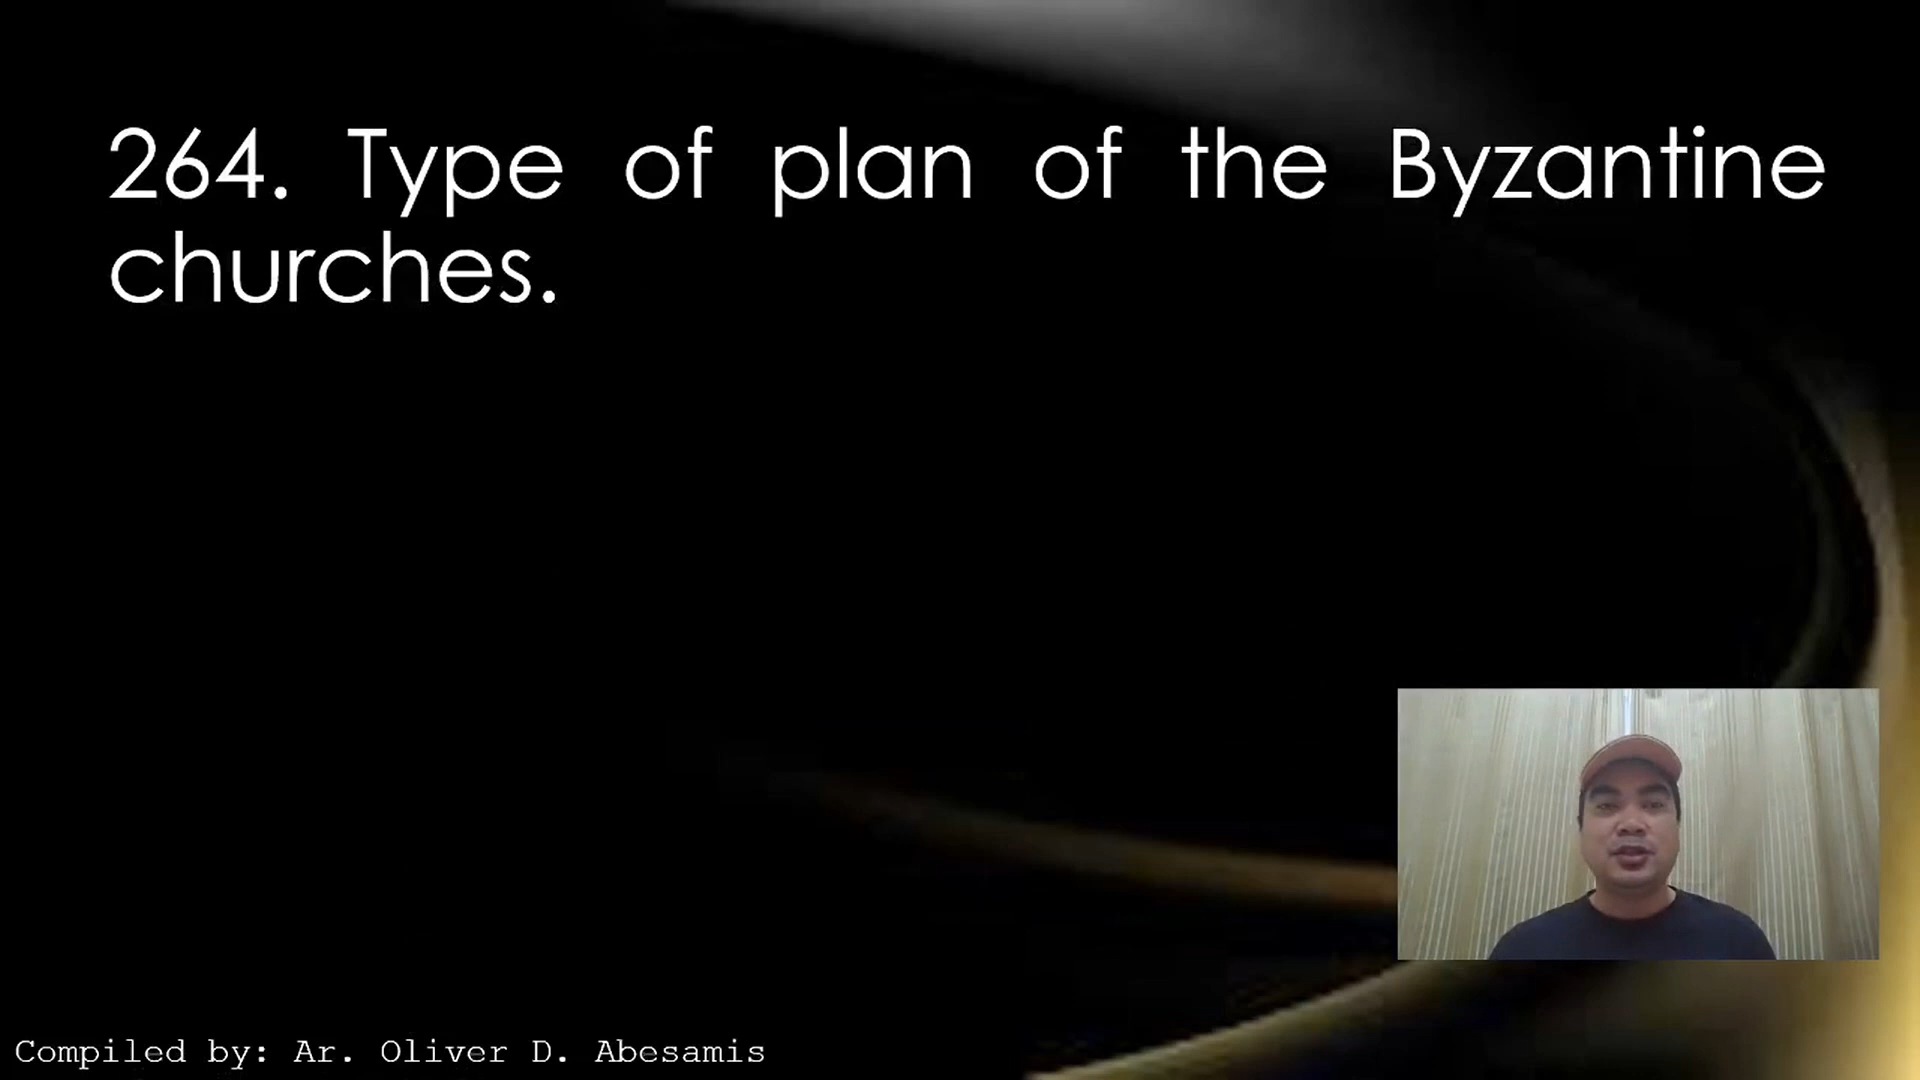 264. Type of plan of the Byzantine
churches.
Compiled by: Ar. Oliver D. Abesamis